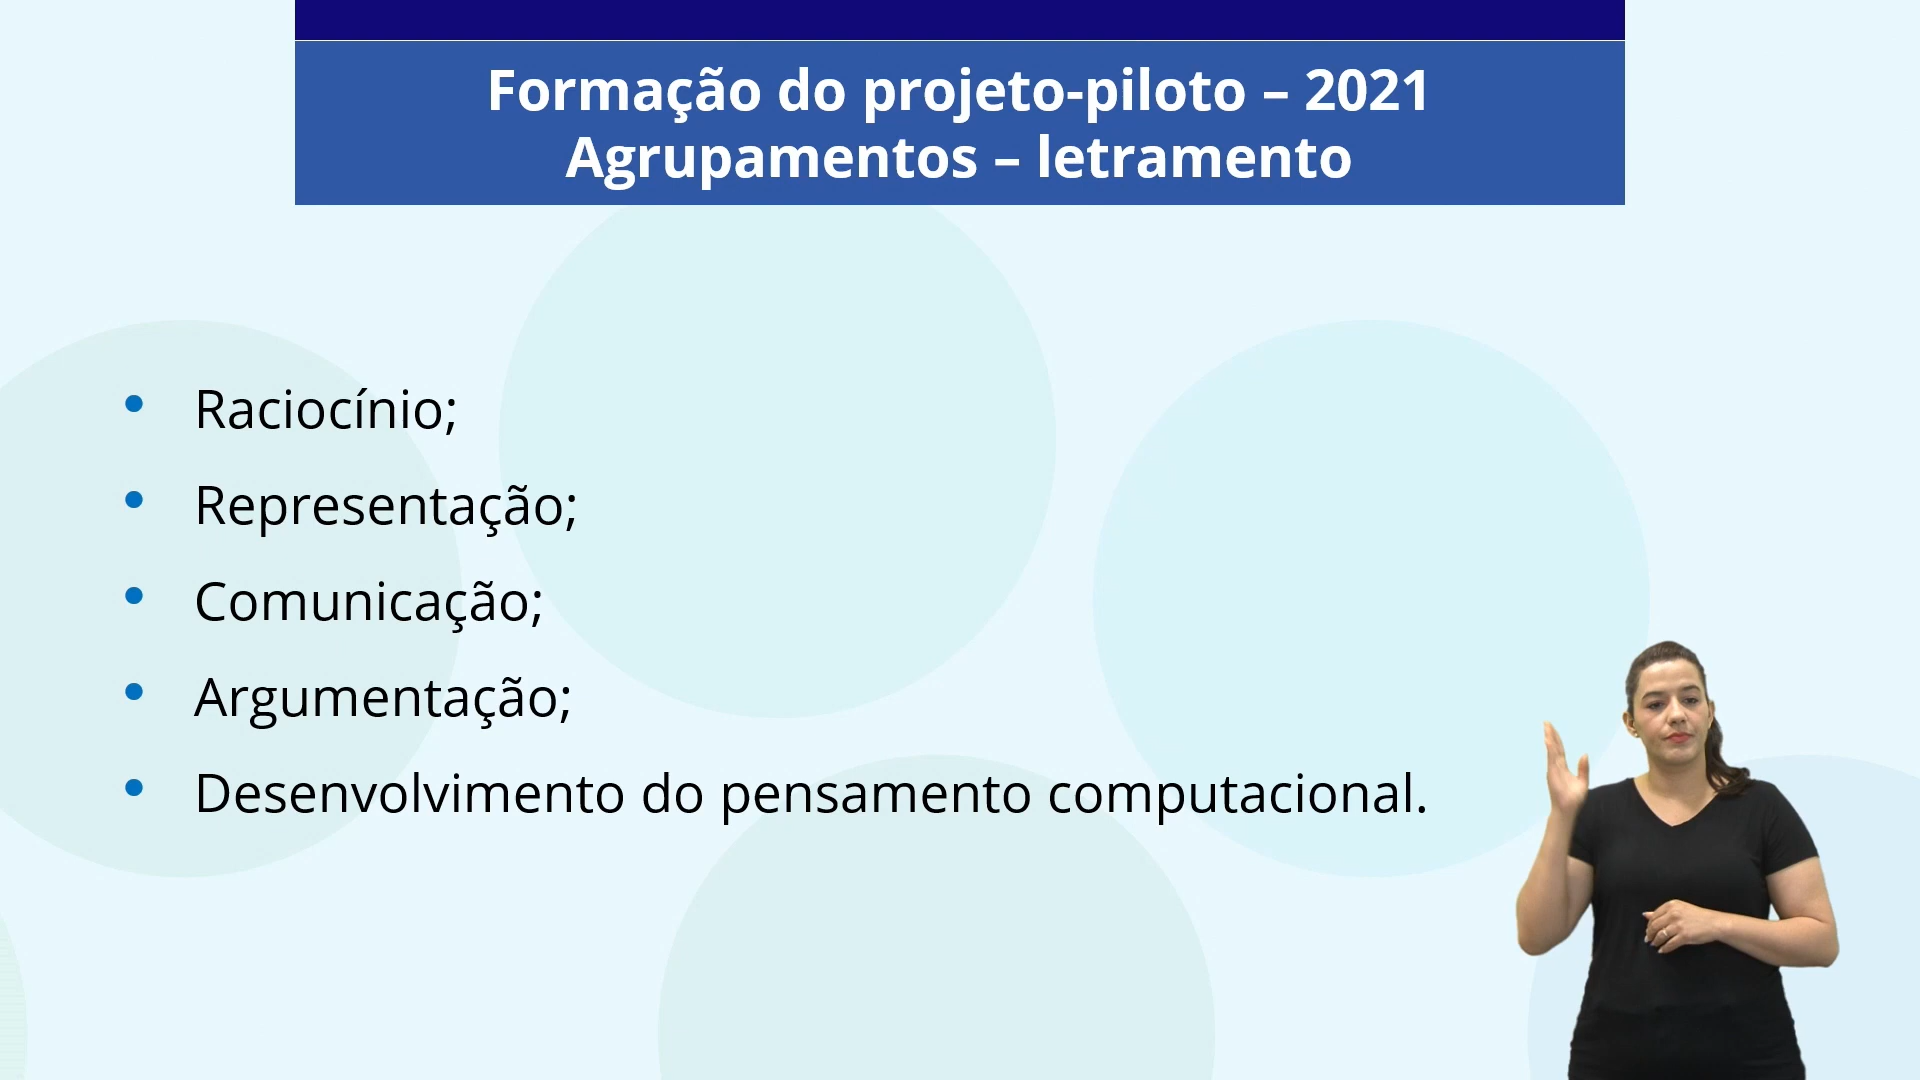 Formação do projeto-piloto – 2021
Agrupamentos – letramento
• Raciocínio;
• Representação;
• Comunicação;
• Argumentação;
• Desenvolvimento do pensamento computacional.